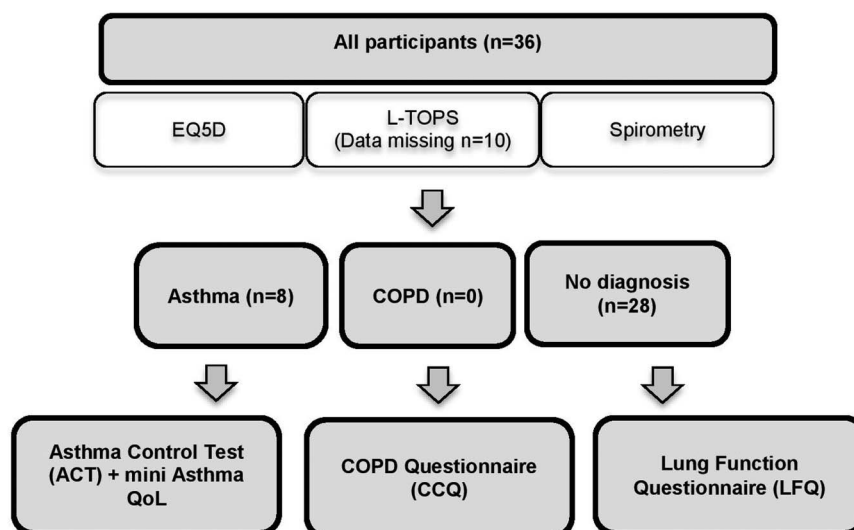 All participants (n=36)
EQ5D
L-TOPS
(Data missing n=10)
Spirometry
Asthma (n=8)
COPD (n=0)
No diagnosis
(n=28)
Asthma Control Test
(ACT) + mini Asthma
QoL
COPD Questionnaire
(CCQ)
Lung Function
Questionnaire (LFQ)